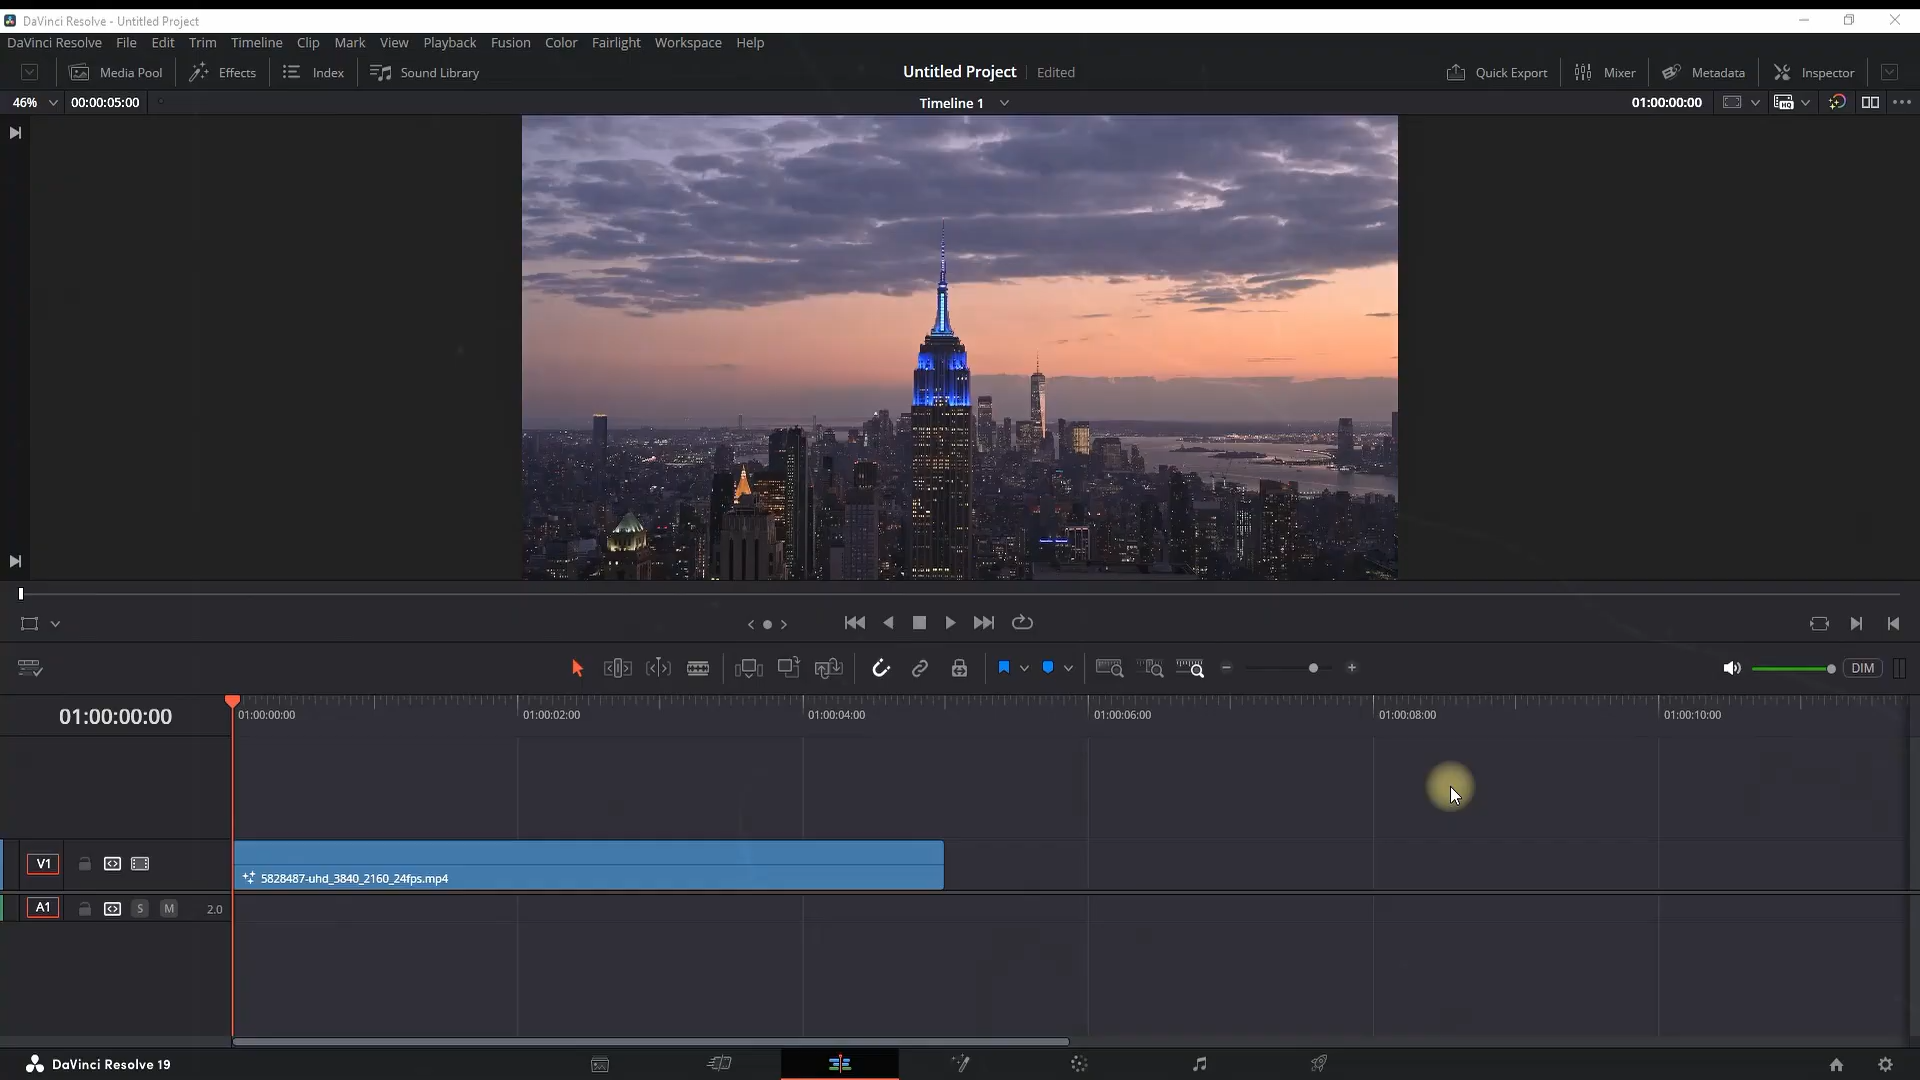 DaVinci Resolve - Untitled Project
DaVinci Resolve File Edit Trim Timeline Clip Mark View Playback Fusion Color Fairlight Workspace Help
Media Pool Effects Index Sound Library Untitled Project Edited Quick Export Mixer Metadata Inspector
46% 00:00:05:00 Timeline 1 01:00:00:00 HQ
DIM
01:00:00:00 01:00:00:00 01:00:02:00 01:00:04:00 01:00:06:00 01:00:08:00 01:00:10:00
V1
5828487-uhd_3840_2160_24fps.mp4
A1 S M 2.0
DaVinci Resolve 19